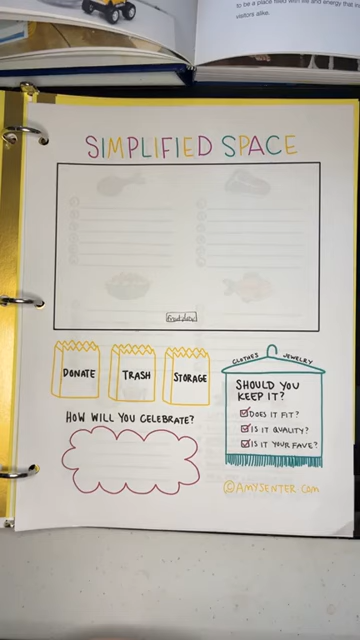 to be a place filled with life and energy that
visitors alike.
SIMPLIFIED SPACE
DONATE
TRASH
STORAGE
CLOTHES JEWELRY
SHOULD YOU
KEEP IT?
DOES IT FIT?
IS IT QUALITY?
IS IT YOUR FAVE?
HOW WILL YOU CELEBRATE?
©AMYSENTER.COM